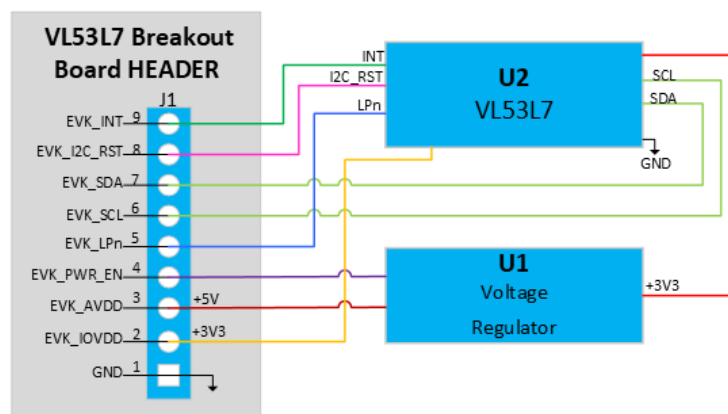 VL53L7 Breakout
Board HEADER
J1
EVK_INT 9
EVK_I2C_RST 8
EVK_SDA 7
EVK_SCL 6
EVK_LPn 5
EVK_PWR_EN 4
EVK_AVDD 3 +5V
EVK_IOVDD 2 +3V3
GND 1
INT
I2C_RST
LPn
U2
VL53L7
SCL
SDA
GND
U1
Voltage
Regulator
+3V3